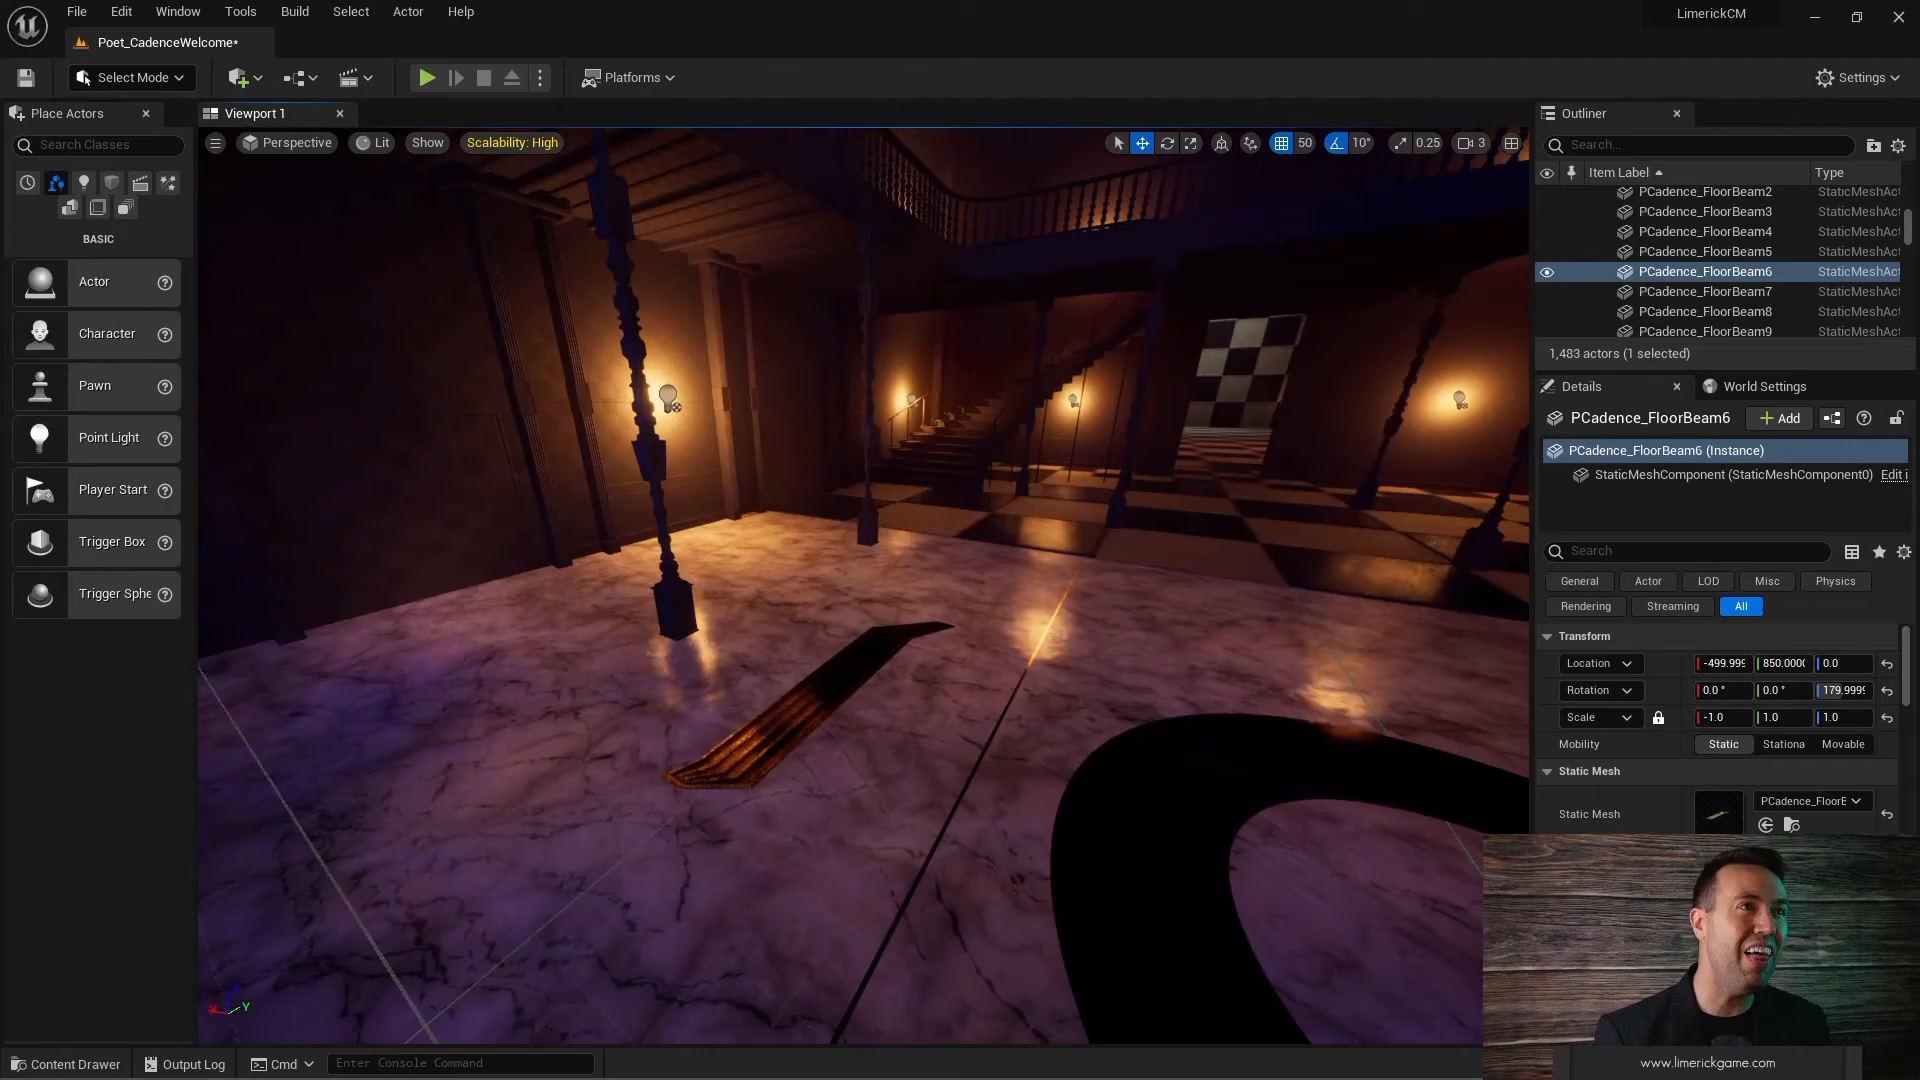 File Edit Window Tools Build Select Actor Help
LimerickCM
Poet_CadenceWelcome*
Select Mode
Platforms
Settings
Place Actors
Viewport 1
Outliner
Search Classes
Perspective
Lit
Show
Scalability: High
50
10°
0.25
3
Search...
Item Label
Type
PCadence_FloorBeam2 StaticMeshAct
PCadence_FloorBeam3 StaticMeshAct
PCadence_FloorBeam4 StaticMeshAct
PCadence_FloorBeam5 StaticMeshAct
PCadence_FloorBeam6 StaticMeshAct
PCadence_FloorBeam7 StaticMeshAct
PCadence_FloorBeam8 StaticMeshAct
PCadence_FloorBeam9 StaticMeshAct
1,483 actors (1 selected)
BASIC
Actor
Character
Pawn
Point Light
Player Start
Trigger Box
Trigger Sphe
Details
World Settings
PCadence_FloorBeam6
Add
PCadence_FloorBeam6 (Instance)
StaticMeshComponent (StaticMeshComponent0) Edit i
Search
General Actor LOD Misc Physics
Rendering Streaming All
Transform
Location -499.999 850.0000 0.0
Rotation 0.0 ° 0.0 ° 179.9999
Scale -1.0 1.0 1.0
Mobility Static Stationa Movable
Static Mesh
Static Mesh PCadence_FloorB
X Y
Content Drawer
Output Log
Cmd
Enter Console Command
www.limerickgame.com